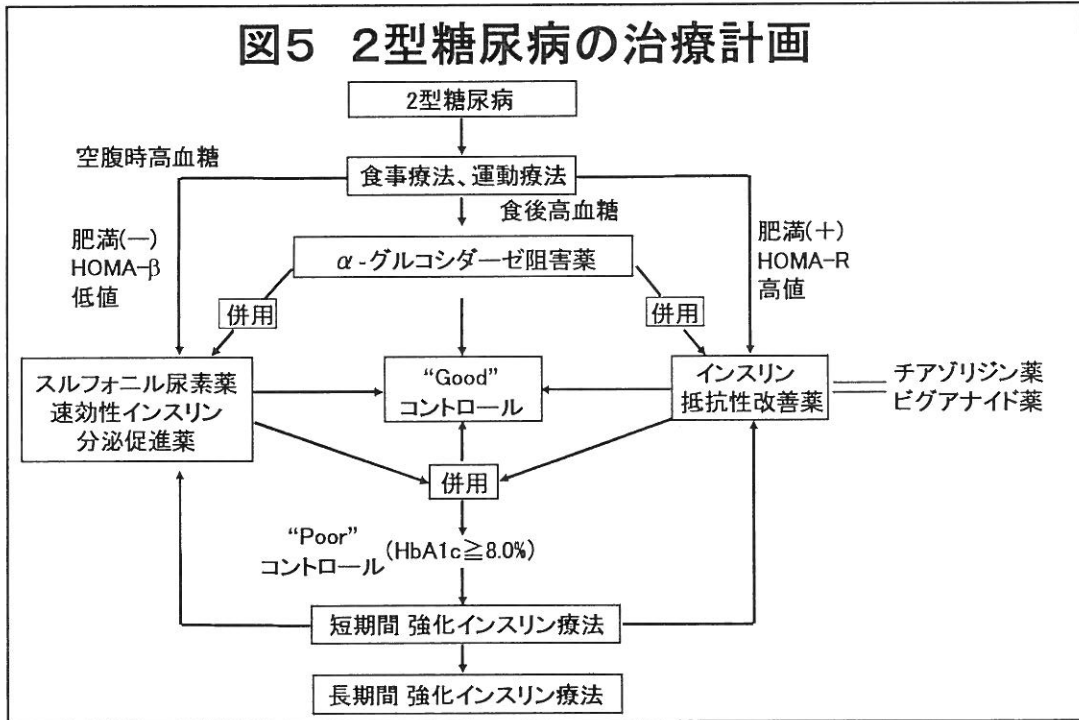 図5 2型糖尿病の治療計画
2型糖尿病
空腹時高血糖
食事療法、運動療法
食後高血糖
肥満(－)
HOMA-β
低値
α-グルコシダーゼ阻害薬
肥満(＋)
HOMA-R
高値
併用
併用
スルフォニル尿素薬
速効性インスリン
分泌促進薬
“Good”
コントロール
インスリン
抵抗性改善薬
チアゾリジン薬
ビグアナイド薬
併用
“Poor”
コントロール
(HbA1c≧8.0%)
短期間 強化インスリン療法
長期間 強化インスリン療法